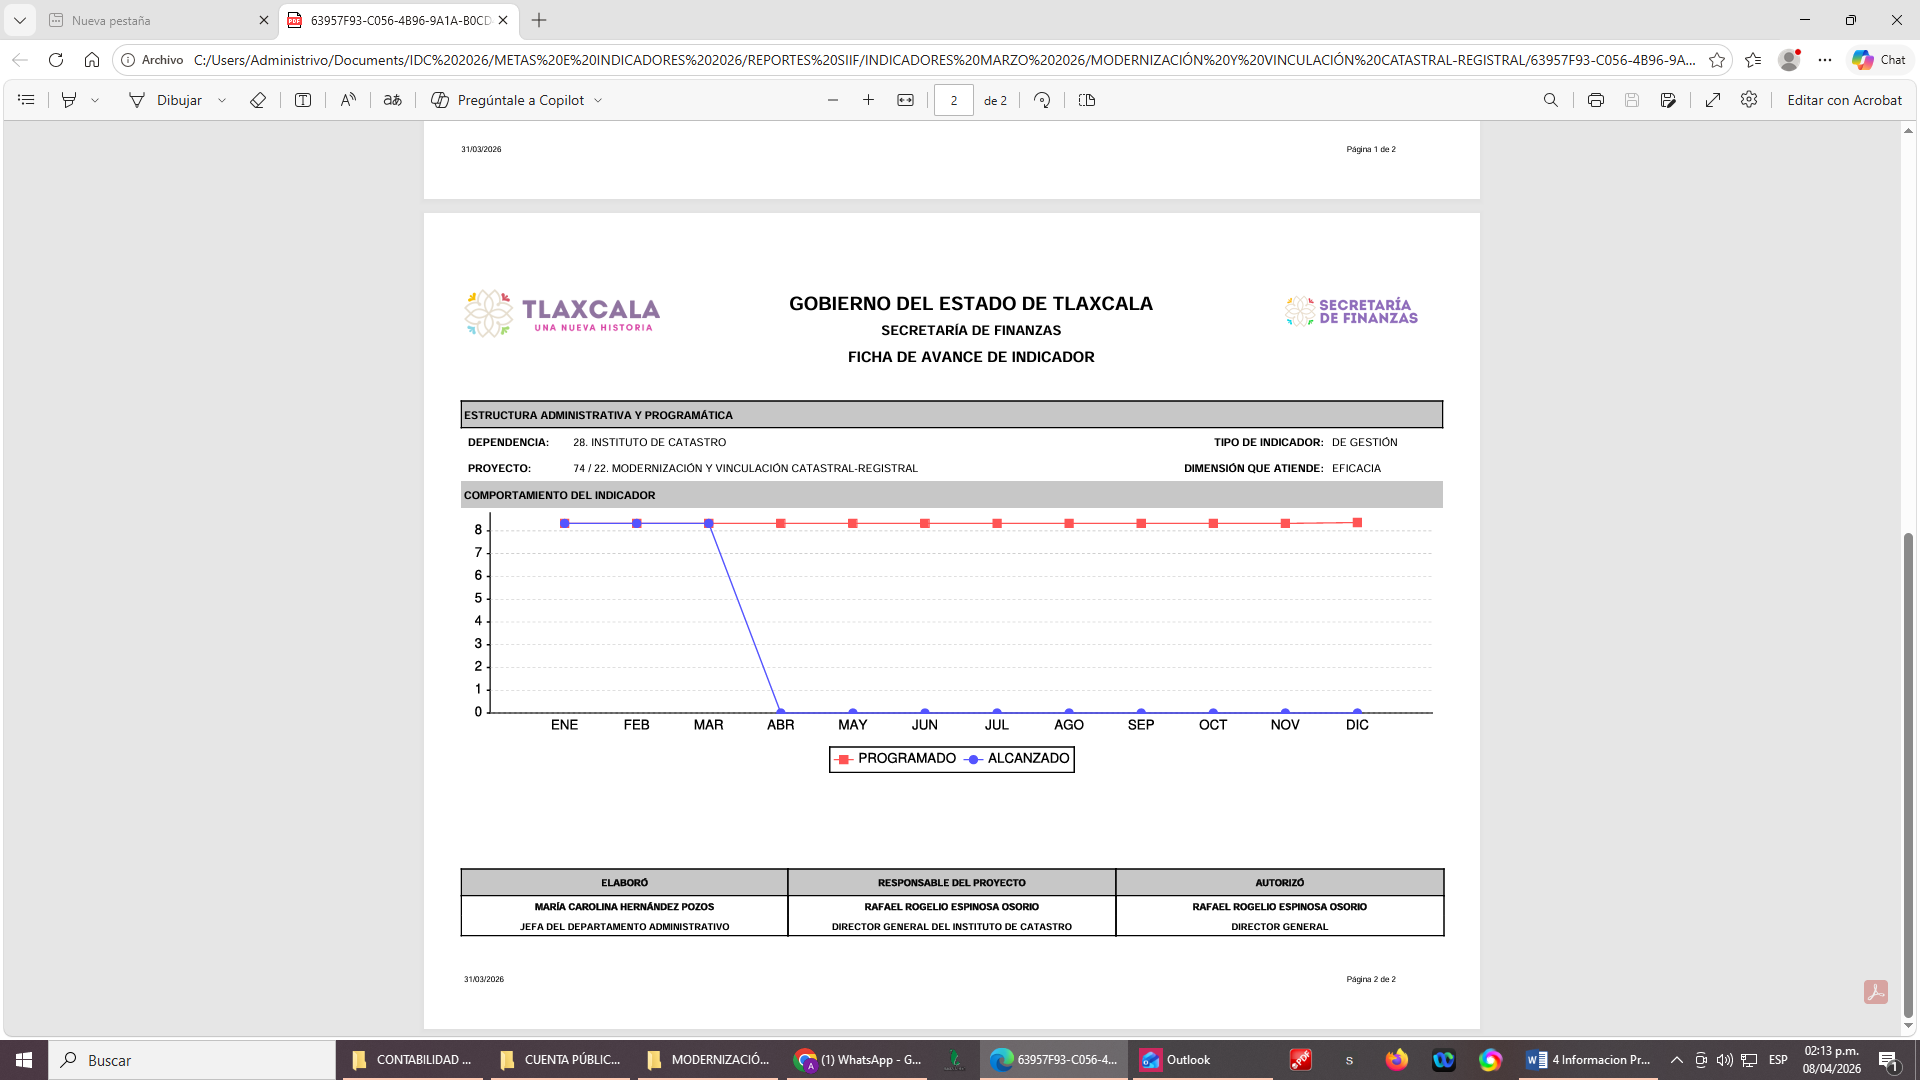 Nueva pestaña
63957F93-C056-4B96-9A1A-B0CD
Archivo C:/Users/Administrivo/Documents/IDC%202026/METAS%20E%20INDICADORES%202026/REPORTES%20SIIF/INDICADORES%20MARZO%202026/MODERNIZACIÓN%20Y%20VINCULACIÓN%20CATASTRAL-REGISTRAL/63957F93-C056-4B96-9A...
Chat
Dibujar
Pregúntale a Copilot
2 de 2
Editar con Acrobat
31/03/2026 Página 1 de 2
TLAXCALA
UNA NUEVA HISTORIA
GOBIERNO DEL ESTADO DE TLAXCALA
SECRETARÍA DE FINANZAS
FICHA DE AVANCE DE INDICADOR
SECRETARÍA
DE FINANZAS
ESTRUCTURA ADMINISTRATIVA Y PROGRAMÁTICA
DEPENDENCIA: 28. INSTITUTO DE CATASTRO TIPO DE INDICADOR: DE GESTIÓN
PROYECTO: 74 / 22. MODERNIZACIÓN Y VINCULACIÓN CATASTRAL-REGISTRAL DIMENSIÓN QUE ATIENDE: EFICACIA
COMPORTAMIENTO DEL INDICADOR
8
7
6
5
4
3
2
1
0
ENE FEB MAR ABR MAY JUN JUL AGO SEP OCT NOV DIC
PROGRAMADO ALCANZADO
ELABORÓ RESPONSABLE DEL PROYECTO AUTORIZÓ
MARÍA CAROLINA HERNÁNDEZ POZOS RAFAEL ROGELIO ESPINOSA OSORIO RAFAEL ROGELIO ESPINOSA OSORIO
JEFA DEL DEPARTAMENTO ADMINISTRATIVO DIRECTOR GENERAL DEL INSTITUTO DE CATASTRO DIRECTOR GENERAL
31/03/2026 Página 2 de 2
Buscar
CONTABILIDAD ...
CUENTA PÚBLIC...
MODERNIZACIÓ...
(1) WhatsApp - G...
63957F93-C056-4...
Outlook
4 Informacion Pr...
ESP
02:13 p.m.
08/04/2026
1